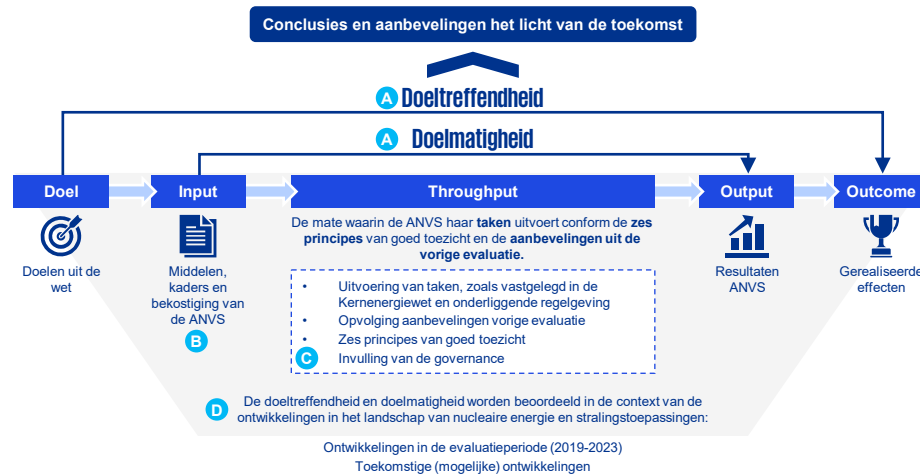 Conclusies en aanbevelingen het licht van de toekomst
A Doeltreffendheid
A Doelmatigheid
Doel
Input
Throughput
Output
Outcome
Doelen uit de
wet
Middelen,
kaders en
bekostiging van
de ANVS
B
De mate waarin de ANVS haar taken uitvoert conform de zes
principes van goed toezicht en de aanbevelingen uit de
vorige evaluatie.
• Uitvoering van taken, zoals vastgelegd in de
Kernenergiewet en onderliggende regelgeving
• Opvolging aanbevelingen vorige evaluatie
• Zes principes van goed toezicht
C Invulling van de governance
Resultaten
ANVS
Gerealiseerde
effecten
D De doeltreffendheid en doelmatigheid worden beoordeeld in de context van de
ontwikkelingen in het landschap van nucleaire energie en stralingstoepassingen:
Ontwikkelingen in de evaluatieperiode (2019-2023)
Toekomstige (mogelijke) ontwikkelingen